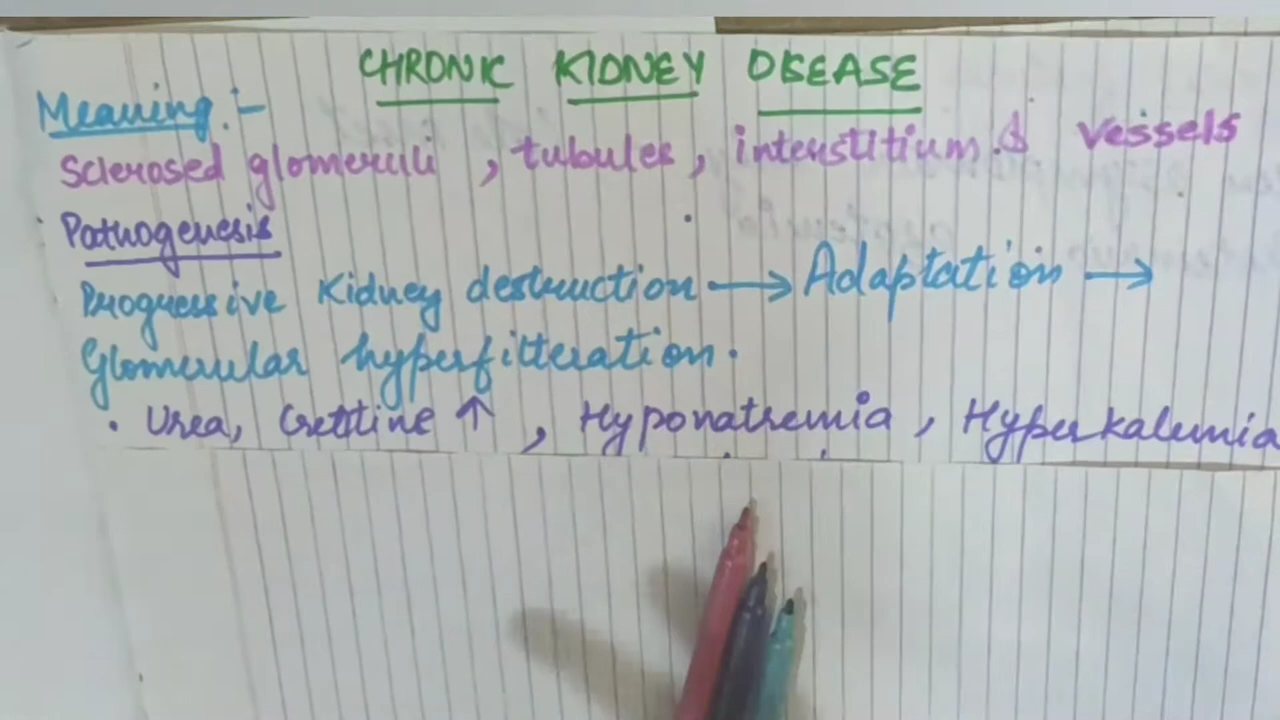 CHRONIC KIDNEY DISEASE
Meaning:-
Sclerosed glomeruli , tubules, interstitium & vessels
Pathogenesis
Progressive Kidney destruction → Adaptation →
Glomerular hyperfilteration.
• Urea, ↑ , Hyponatremia , Hyperkalemia